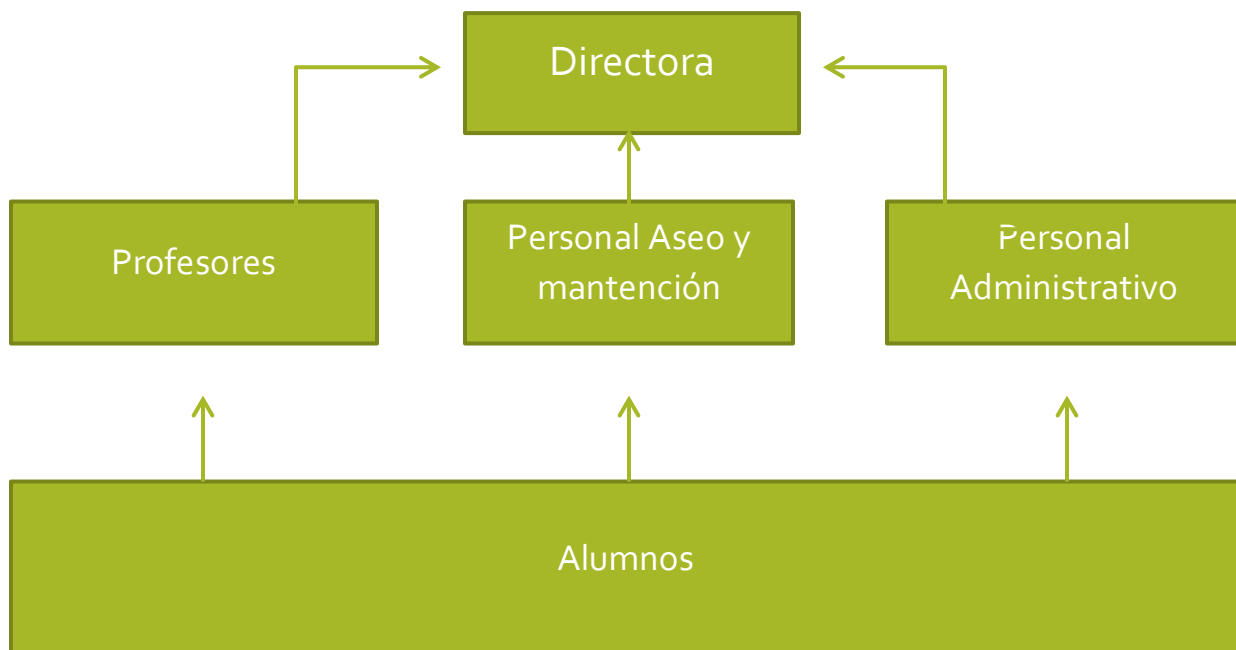 Directora
Profesores
Personal Aseo y
mantención
Personal
Administrativo
Alumnos